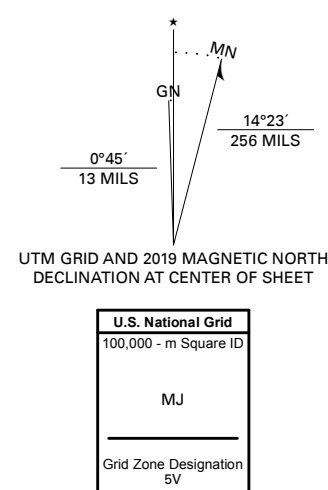 ★
MN
GN
14°23´
256 MILS
0°45´
13 MILS
UTM GRID AND 2019 MAGNETIC NORTH
DECLINATION AT CENTER OF SHEET
U.S. National Grid
100,000 - m Square ID
MJ
Grid Zone Designation
5V